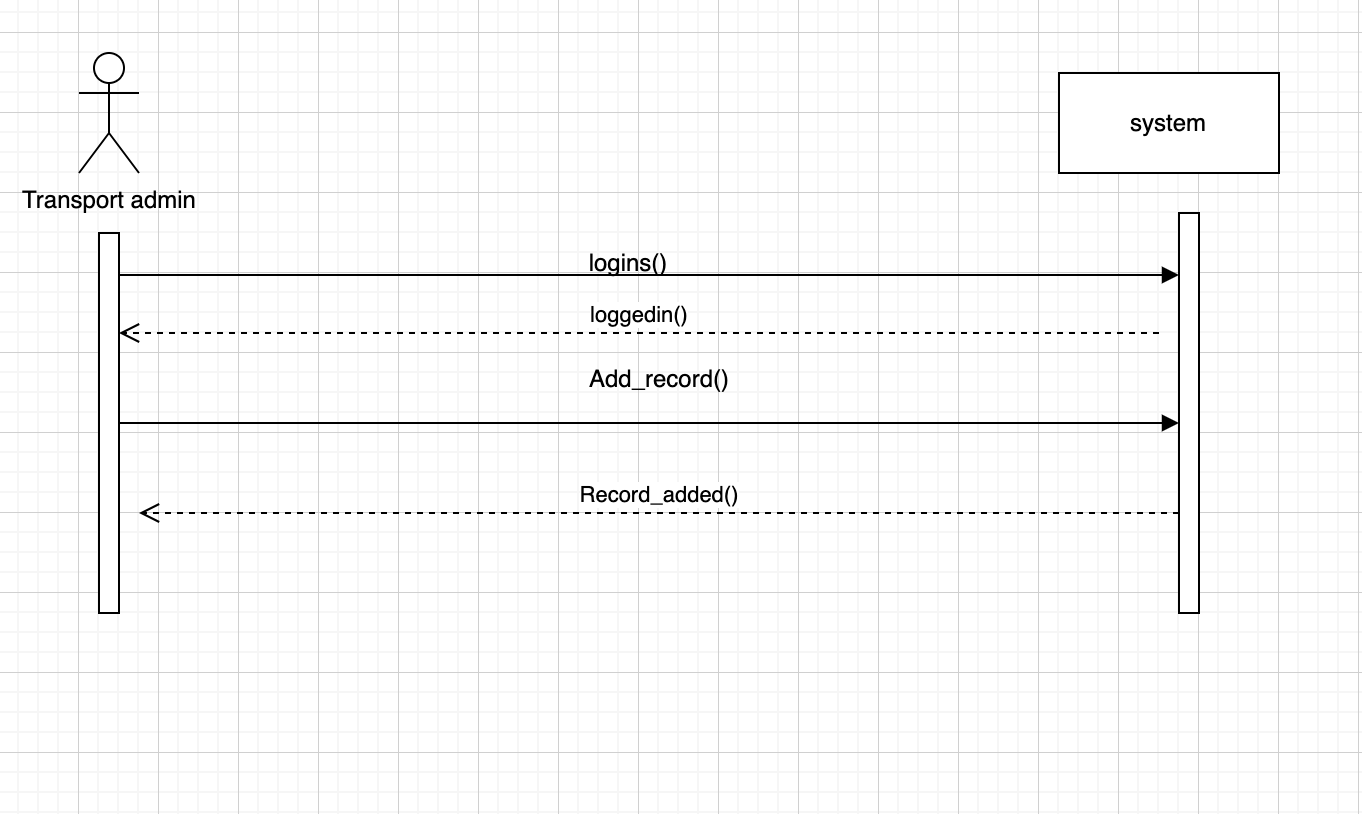 system
Transport admin
logins()
loggedin()
Add_record()
Record_added()